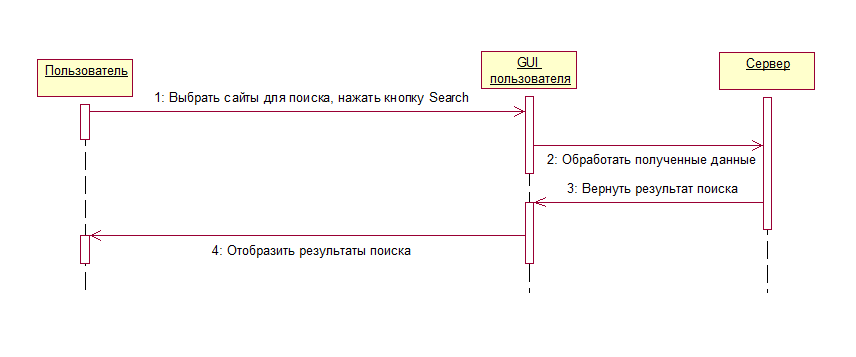 Пользователь
GUI
пользователя
Сервер
1: Выбрать сайты для поиска, нажать кнопку Search
2: Обработать полученные данные
3: Вернуть результат поиска
4: Отобразить результаты поиска